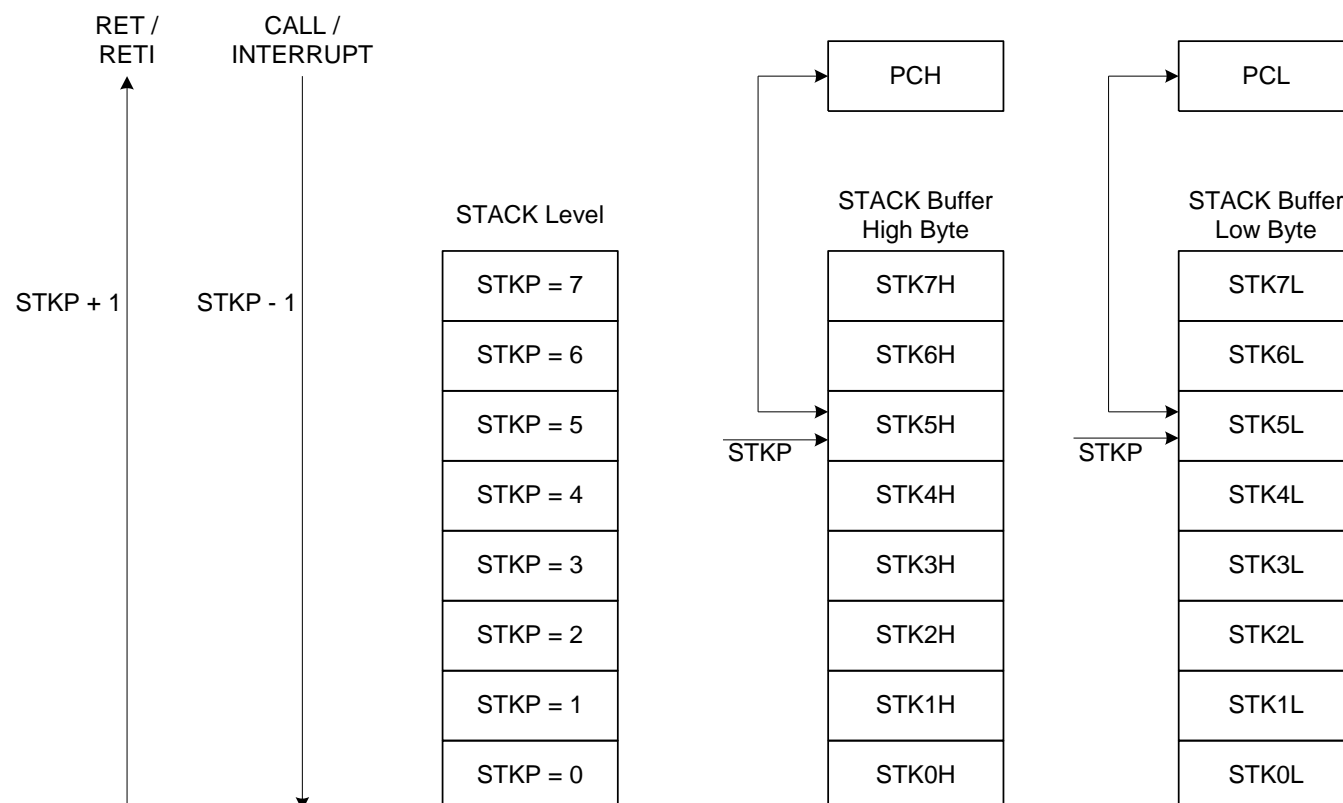 RET /
RETI
CALL /
INTERRUPT
PCH
PCL
STACK Level
STACK Buffer
High Byte
STACK Buffer
Low Byte
STKP + 1
STKP - 1
STKP = 7
STK7H
STK7L
STKP = 6
STK6H
STK6L
STKP = 5
STK5H
STK5L
STKP
STKP
STKP = 4
STK4H
STK4L
STKP = 3
STK3H
STK3L
STKP = 2
STK2H
STK2L
STKP = 1
STK1H
STK1L
STKP = 0
STK0H
STK0L